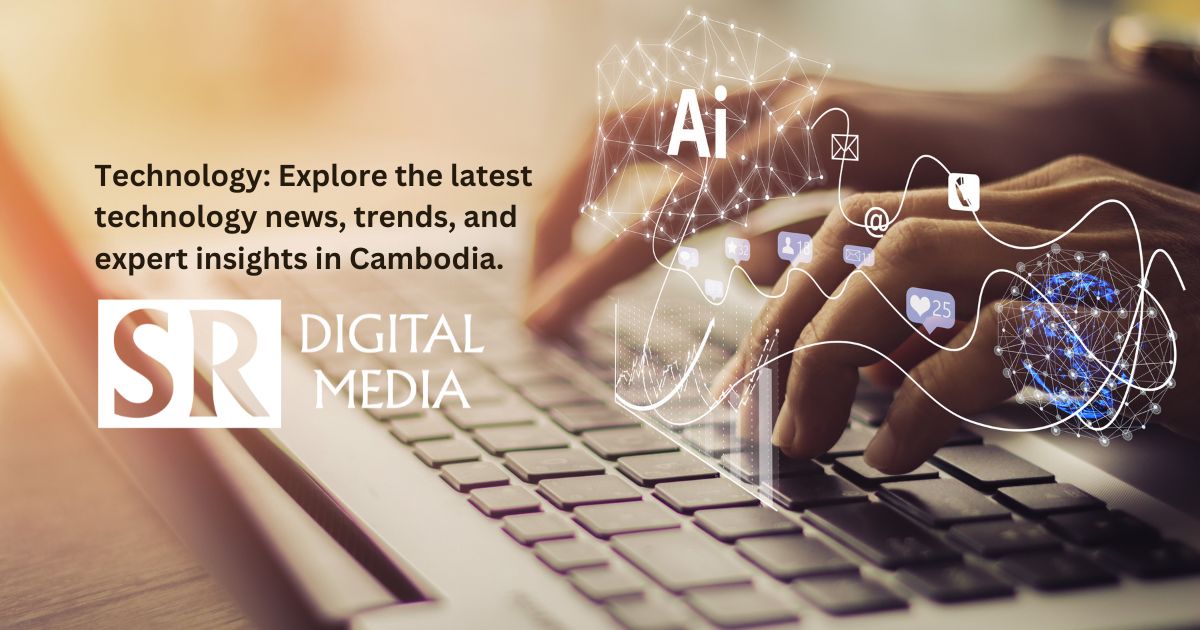 Technology: Explore the latest
technology news, trends, and
expert insights in Cambodia.
SR
DIGITAL
MEDIA
Ai
@
32
18
25